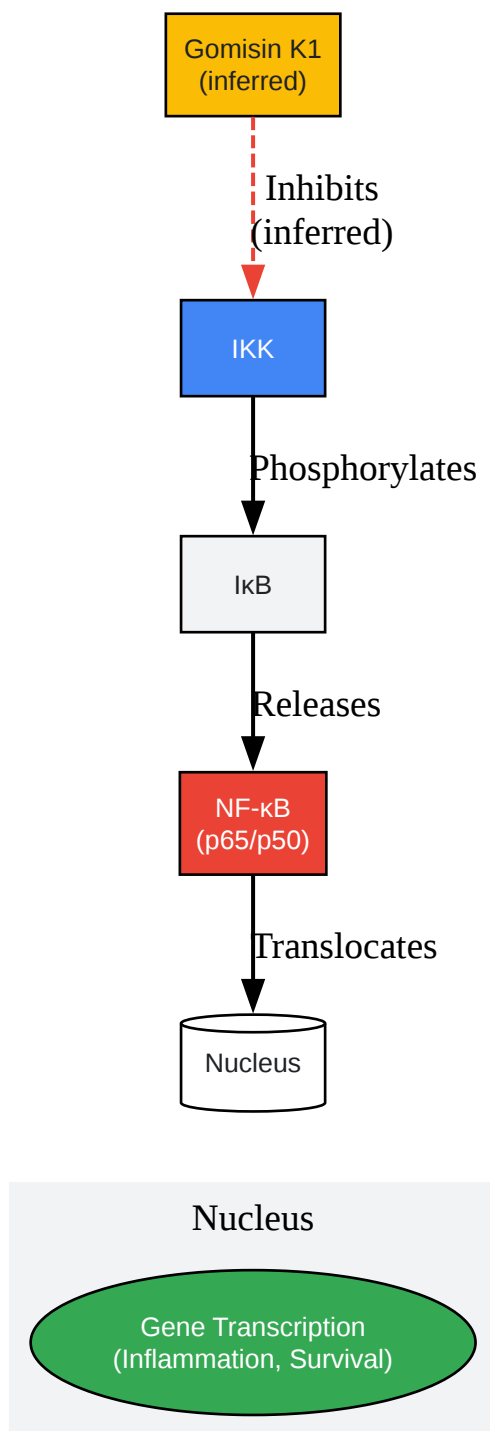 Gomisin K1
(inferred)
Inhibits
(inferred)
IKK
Phosphorylates
IκB
Releases
NF-κB
(p65/p50)
Translocates
Nucleus
Nucleus
Gene Transcription
(Inflammation, Survival)